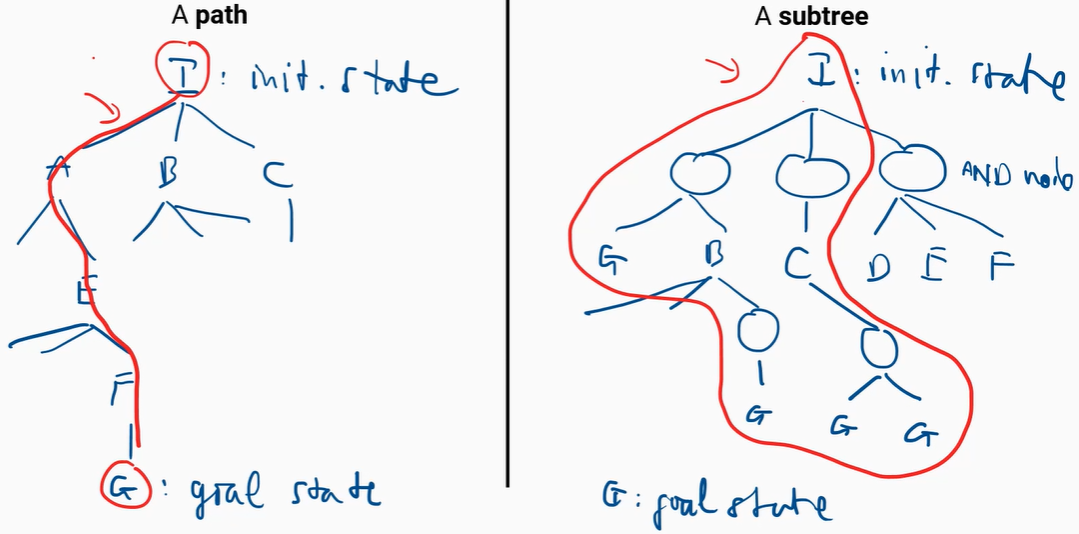 A path
I : init. state
A B C
E
F
G : goal state
A subtree
I : init. state
AND node
G B C D E F
G G G
G : goal state